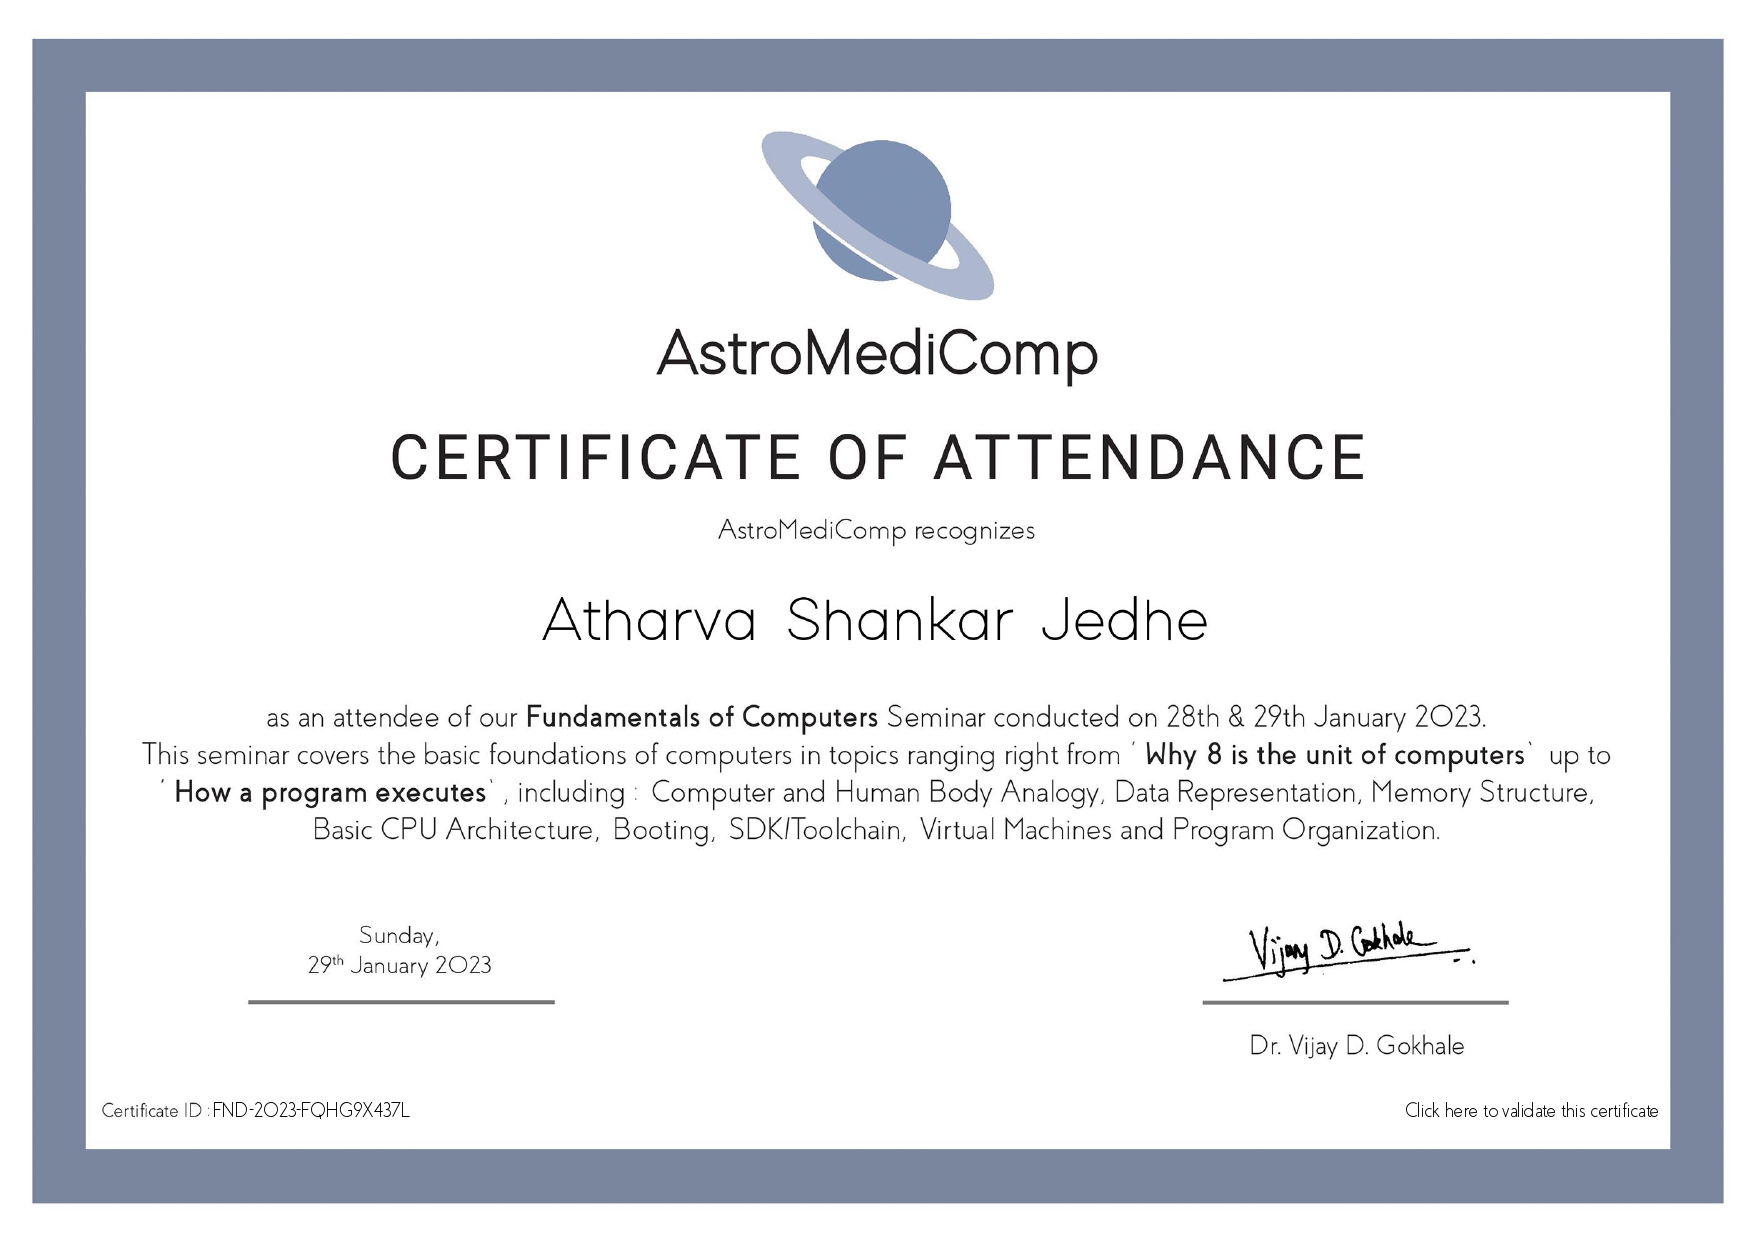 AstroMediComp
CERTIFICATE OF ATTENDANCE
AstroMediComp recognizes
Atharva Shankar Jedhe
as an attendee of our Fundamentals of Computers Seminar conducted on 28th & 29th January 2023.
This seminar covers the basic foundations of computers in topics ranging right from ' Why 8 is the unit of computers` up to
' How a program executes` , including : Computer and Human Body Analogy, Data Representation, Memory Structure,
Basic CPU Architecture, Booting, SDK/Toolchain, Virtual Machines and Program Organization.
Sunday,
29th January 2023
Vijay D. Gokhale
Dr. Vijay D. Gokhale
Certificate ID : FND-2023-FQHG9X437L
Click here to validate this certificate